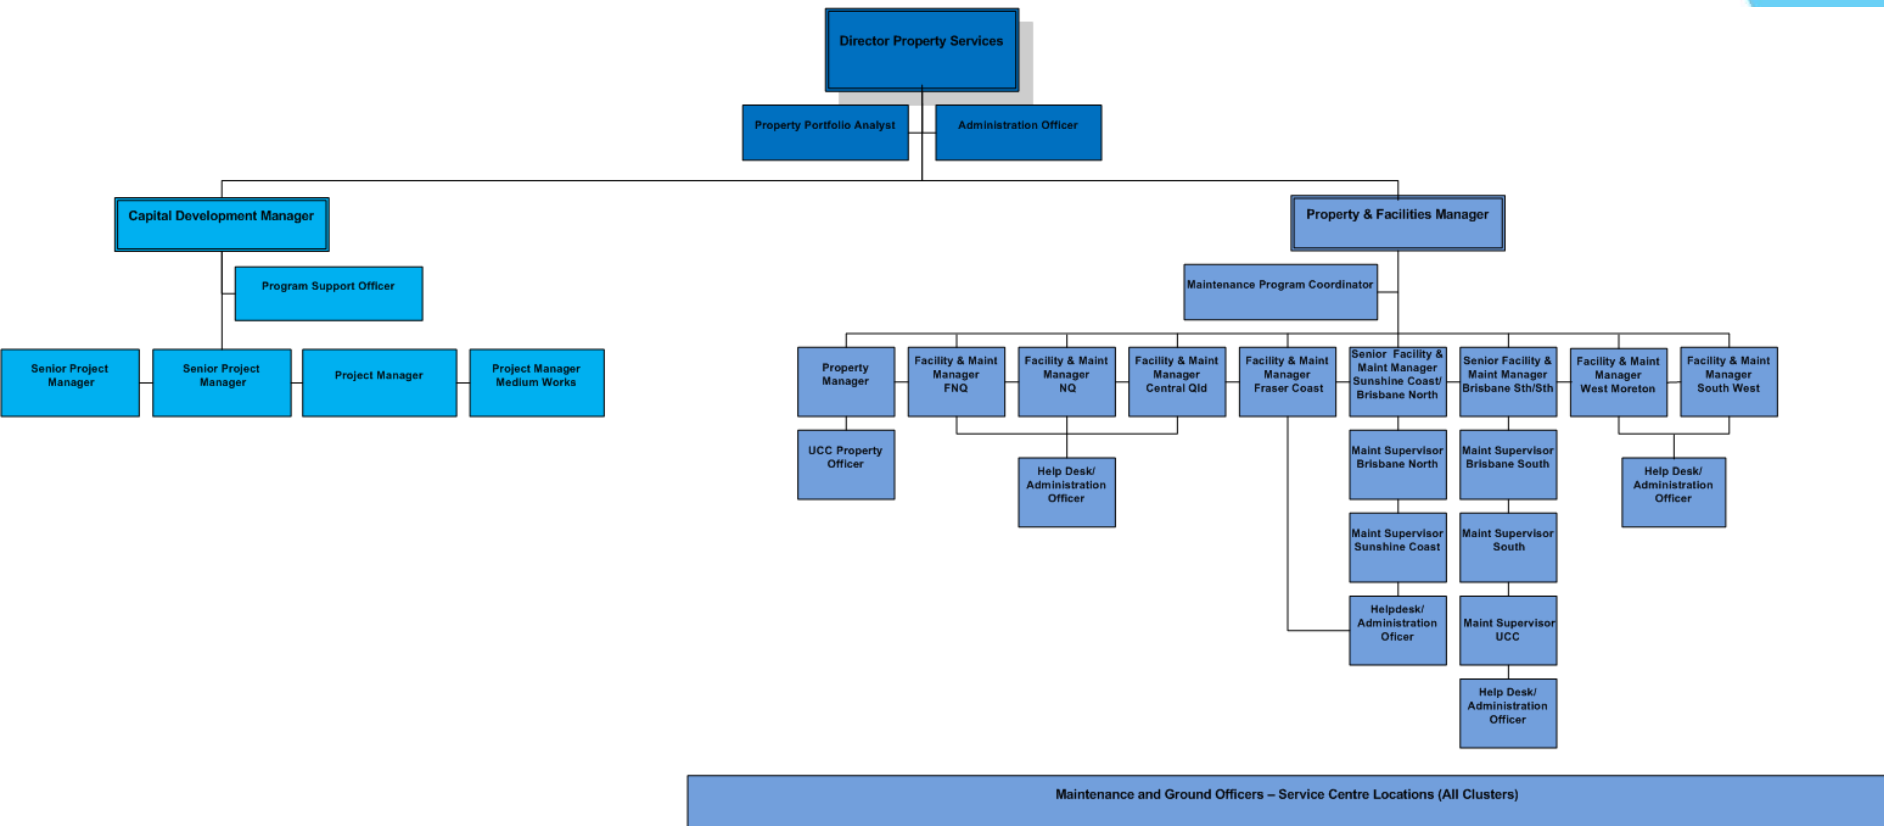 Director Property Services
Property Portfolio Analyst
Administration Officer
Capital Development Manager
Property & Facilities Manager
Program Support Officer
Maintenance Program Coordinator
Senior Project
Manager
Senior Project
Manager
Project Manager
Project Manager
Medium Works
Property
Manager
Facility & Maint
Manager
FNQ
Facility & Maint
Manager
NQ
Facility & Maint
Manager
Central Qld
Facility & Maint
Manager
Fraser Coast
Senior Facility &
Maint Manager
Sunshine Coast/
Brisbane North
Senior Facility &
Maint Manager
Brisbane Sth/Sth
Facility & Maint
Manager
West Moreton
Facility & Maint
Manager
South West
UCC Property
Officer
Help Desk/
Administration
Officer
Maint Supervisor
Brisbane North
Maint Supervisor
Brisbane South
Help Desk/
Administration
Officer
Maint Supervisor
Sunshine Coast
Maint Supervisor
South
Helpdesk/
Administration
Oficer
Maint Supervisor
UCC
Help Desk/
Administration
Officer
Maintenance and Ground Officers – Service Centre Locations (All Clusters)